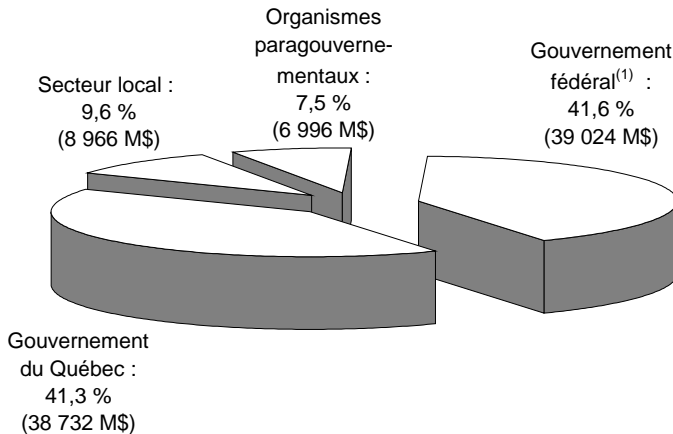 Organismes
paragouverne-
mentaux :
7,5 %
(6 996 M$)
Gouvernement
fédéral(1) :
41,6 %
(39 024 M$)
Secteur local :
9,6 %
(8 966 M$)
Gouvernement
du Québec :
41,3 %
(38 732 M$)